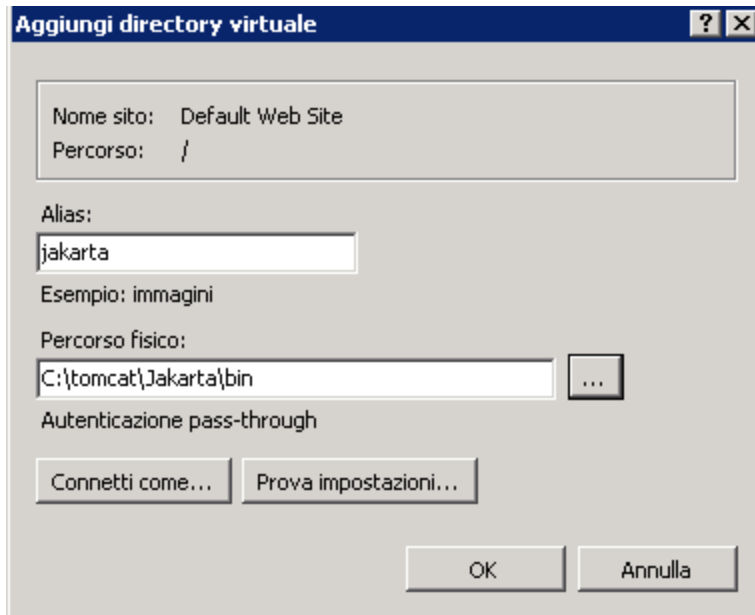 Aggiungi directory virtuale
Nome sito: Default Web Site
Percorso: /
Alias:
jakarta
Esempio: immagini
Percorso fisico:
C:\tomcat\Jakarta\bin
...
Autenticazione pass-through
Connetti come... Prova impostazioni...
OK Annulla